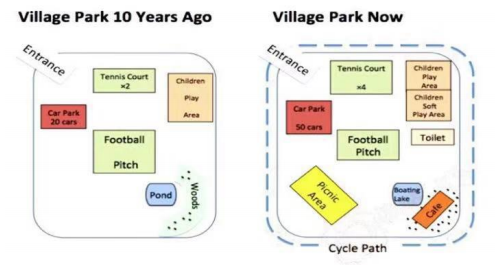 Village Park 10 Years Ago
Entrance
Tennis Court
×2
Children
Play
Area
Car Park
20 cars
Football
Pitch
Pond
Woods
Village Park Now
Entrance
Tennis Court
×4
Children
Play
Area
Children
Soft
Play Area
Car Park
50 cars
Football
Pitch
Toilet
Picnic
Area
Boating
Lake
Cafe
Cycle Path